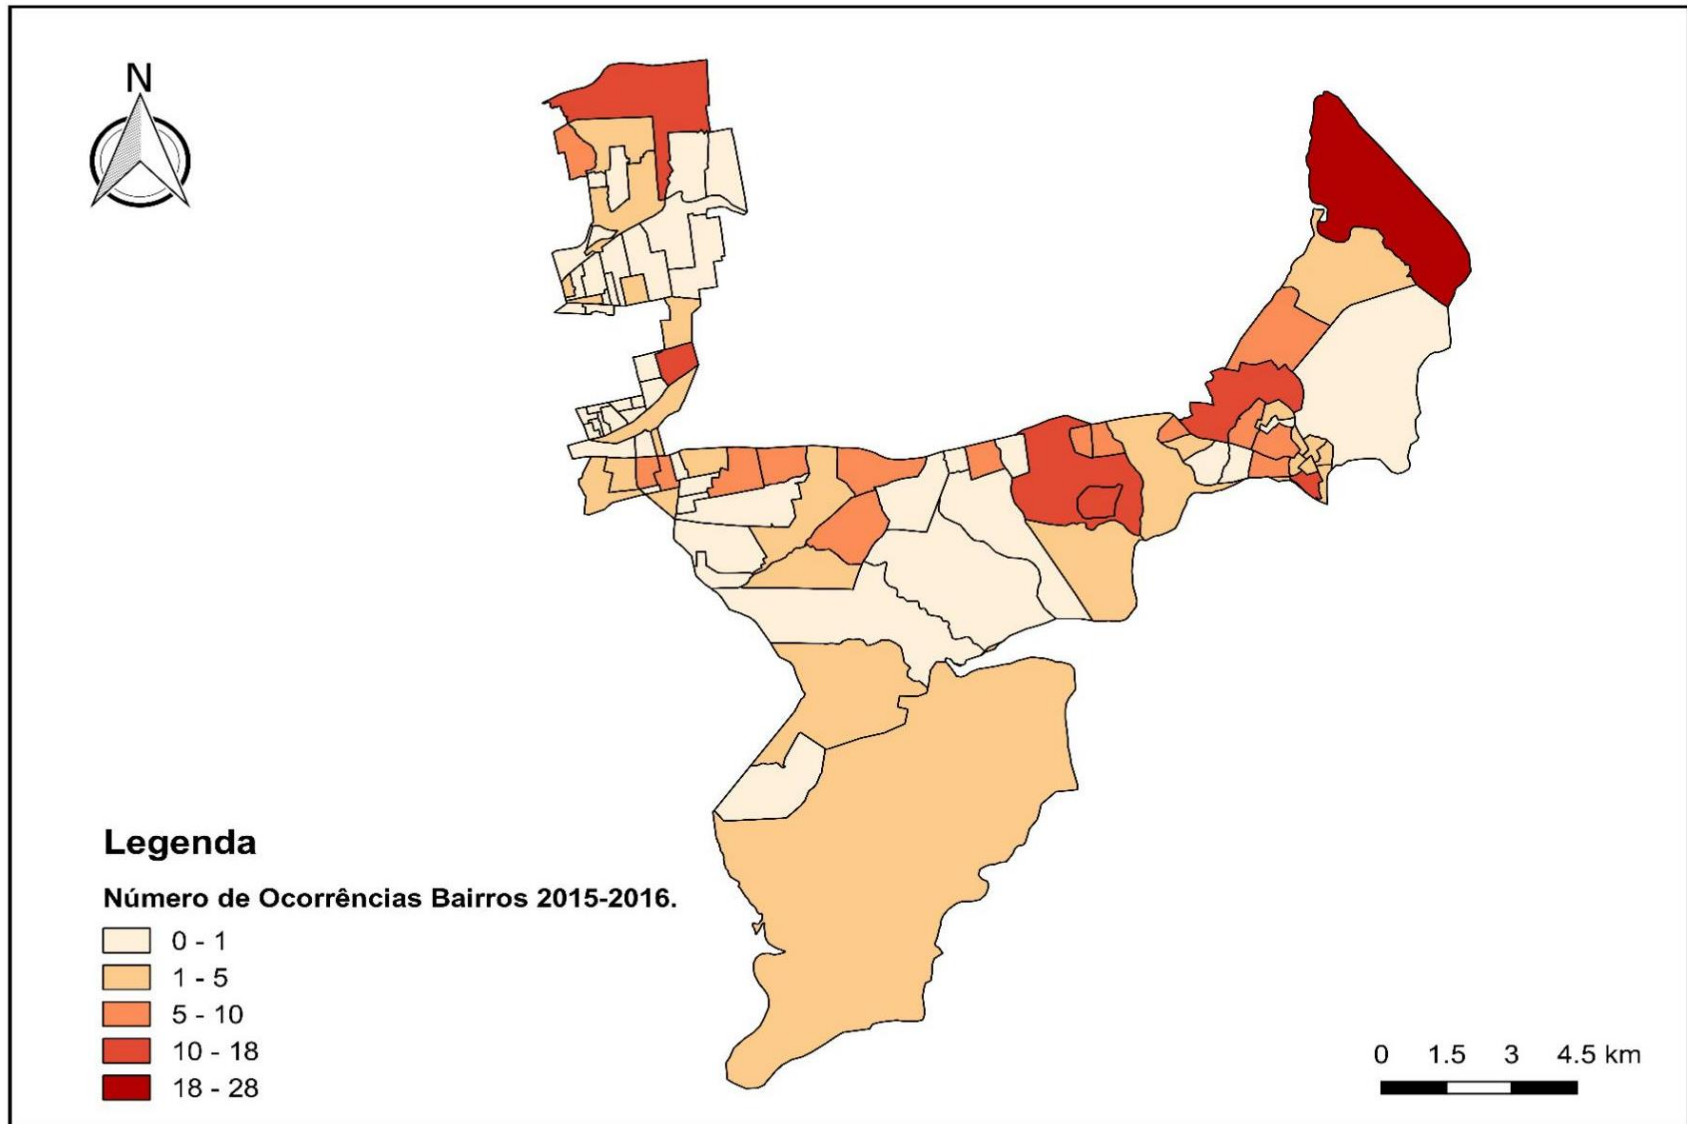 N
Legenda
Número de Ocorrências Bairros 2015-2016.
0 - 1
1 - 5
5 - 10
10 - 18
18 - 28
0 1.5 3 4.5 km